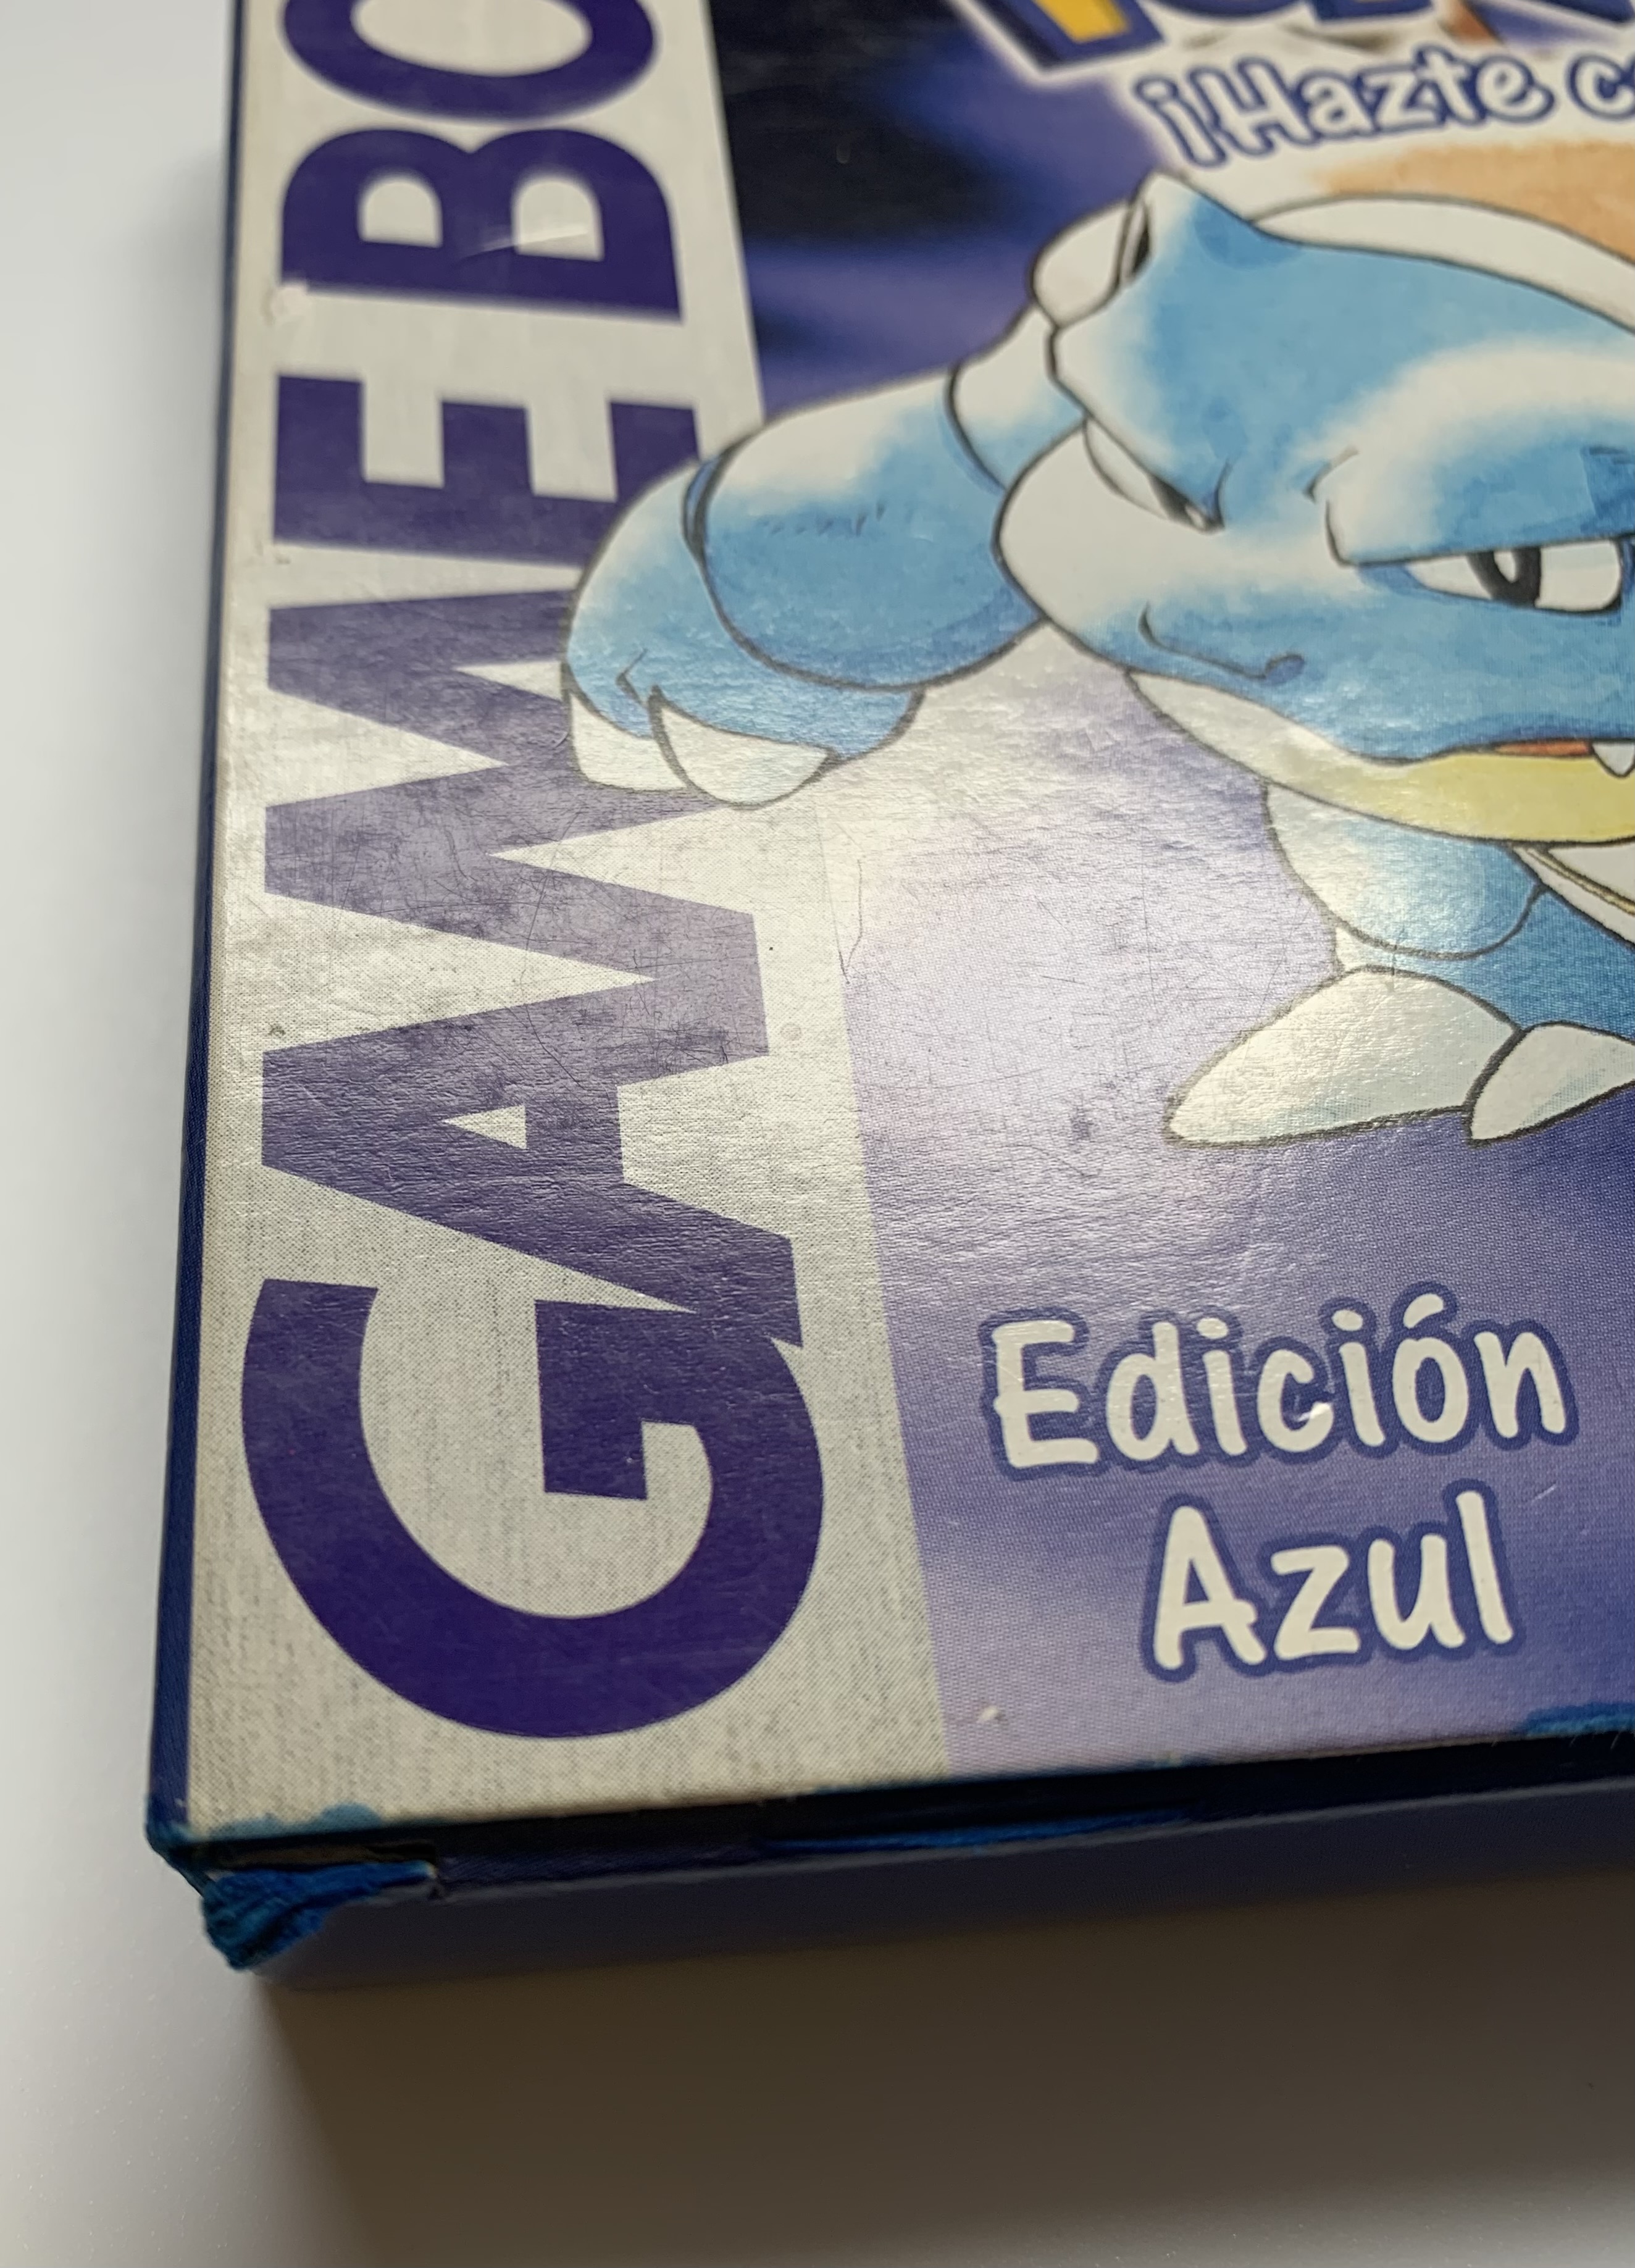 ¡Hazte
GAME BO
Edición
Azul